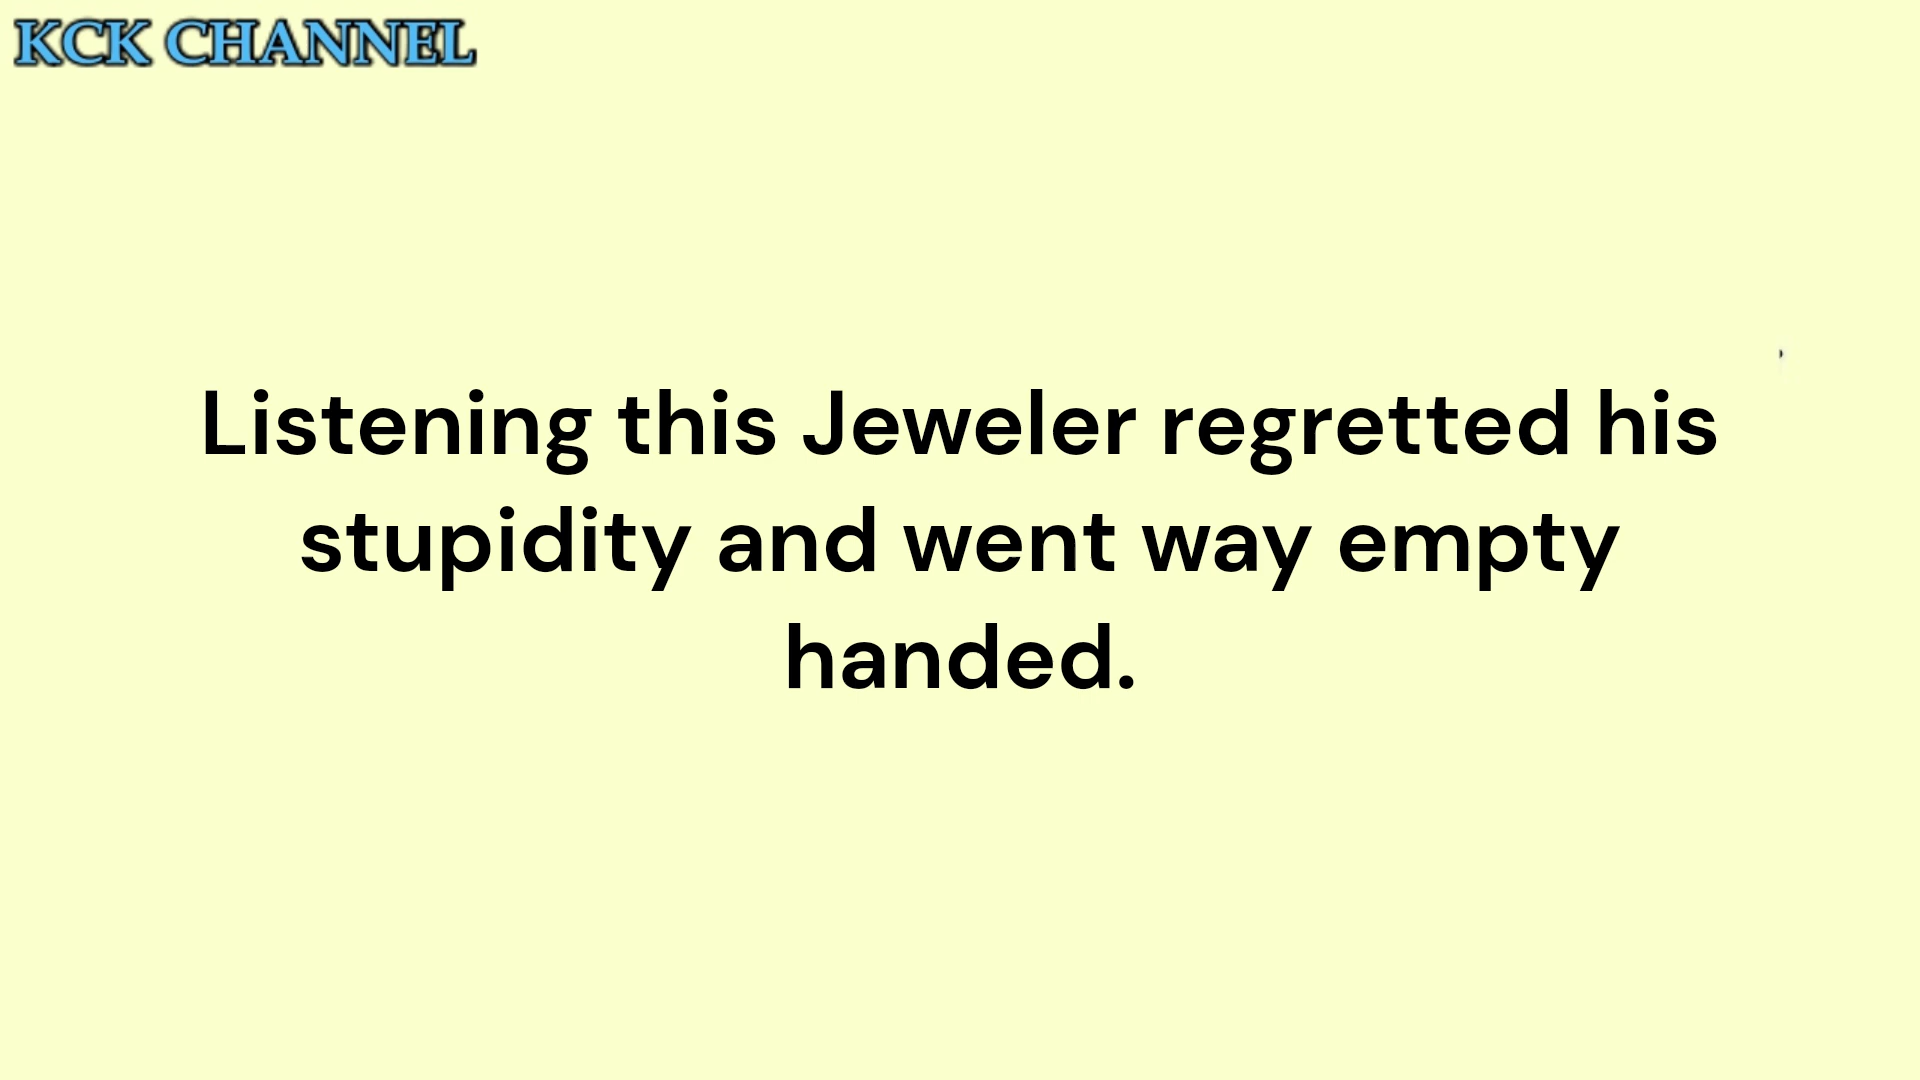 KCK CHANNEL
Listening this Jeweler regretted his
stupidity and went way empty
handed.